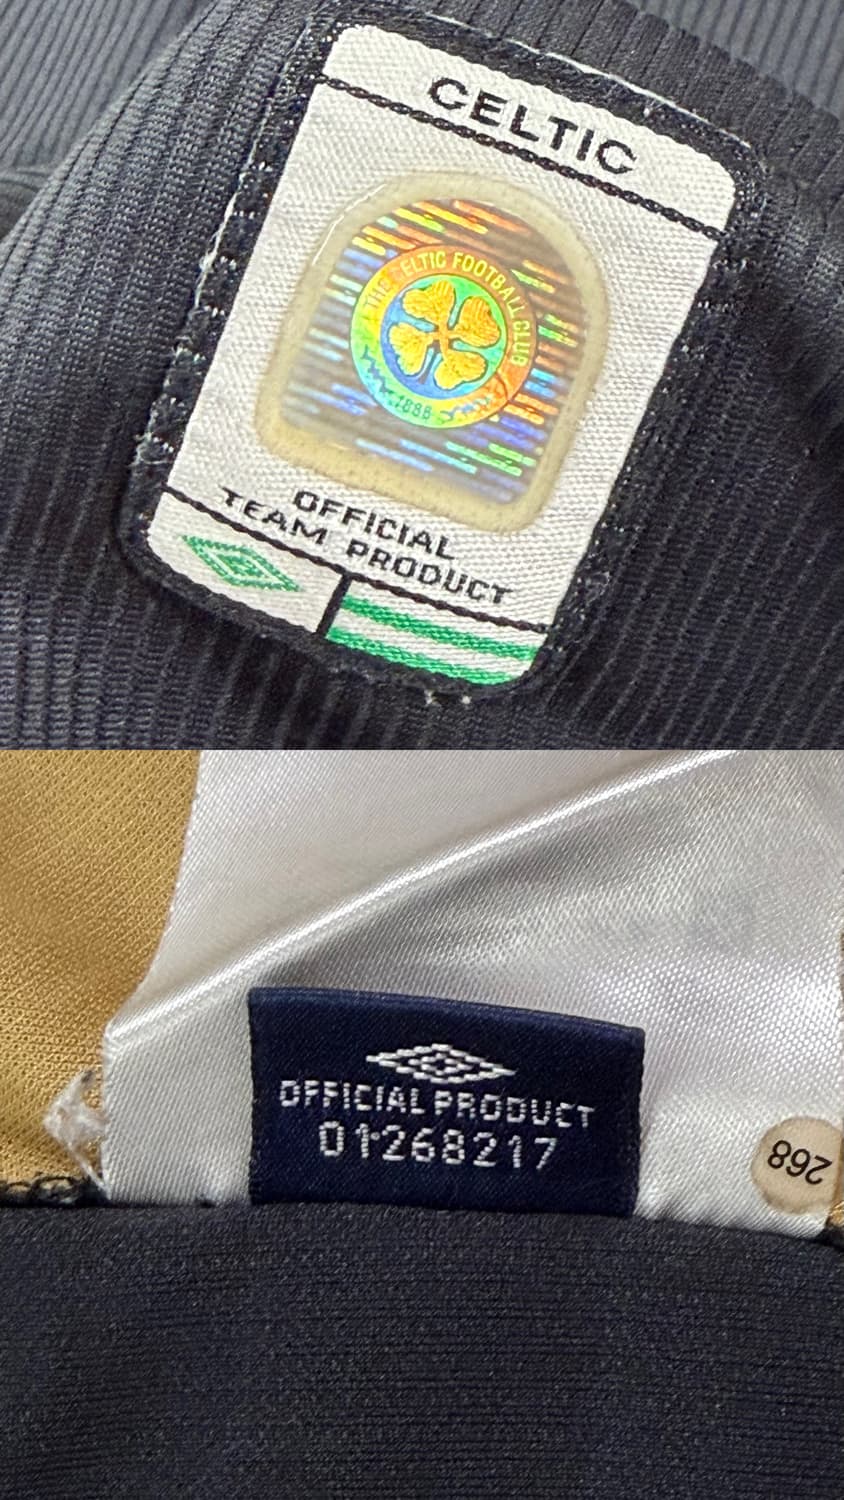 CELTIC
THE CELTIC FOOTBALL CLUB
1888
OFFICIAL
TEAM PRODUCT
OFFICIAL PRODUCT
01268217
268